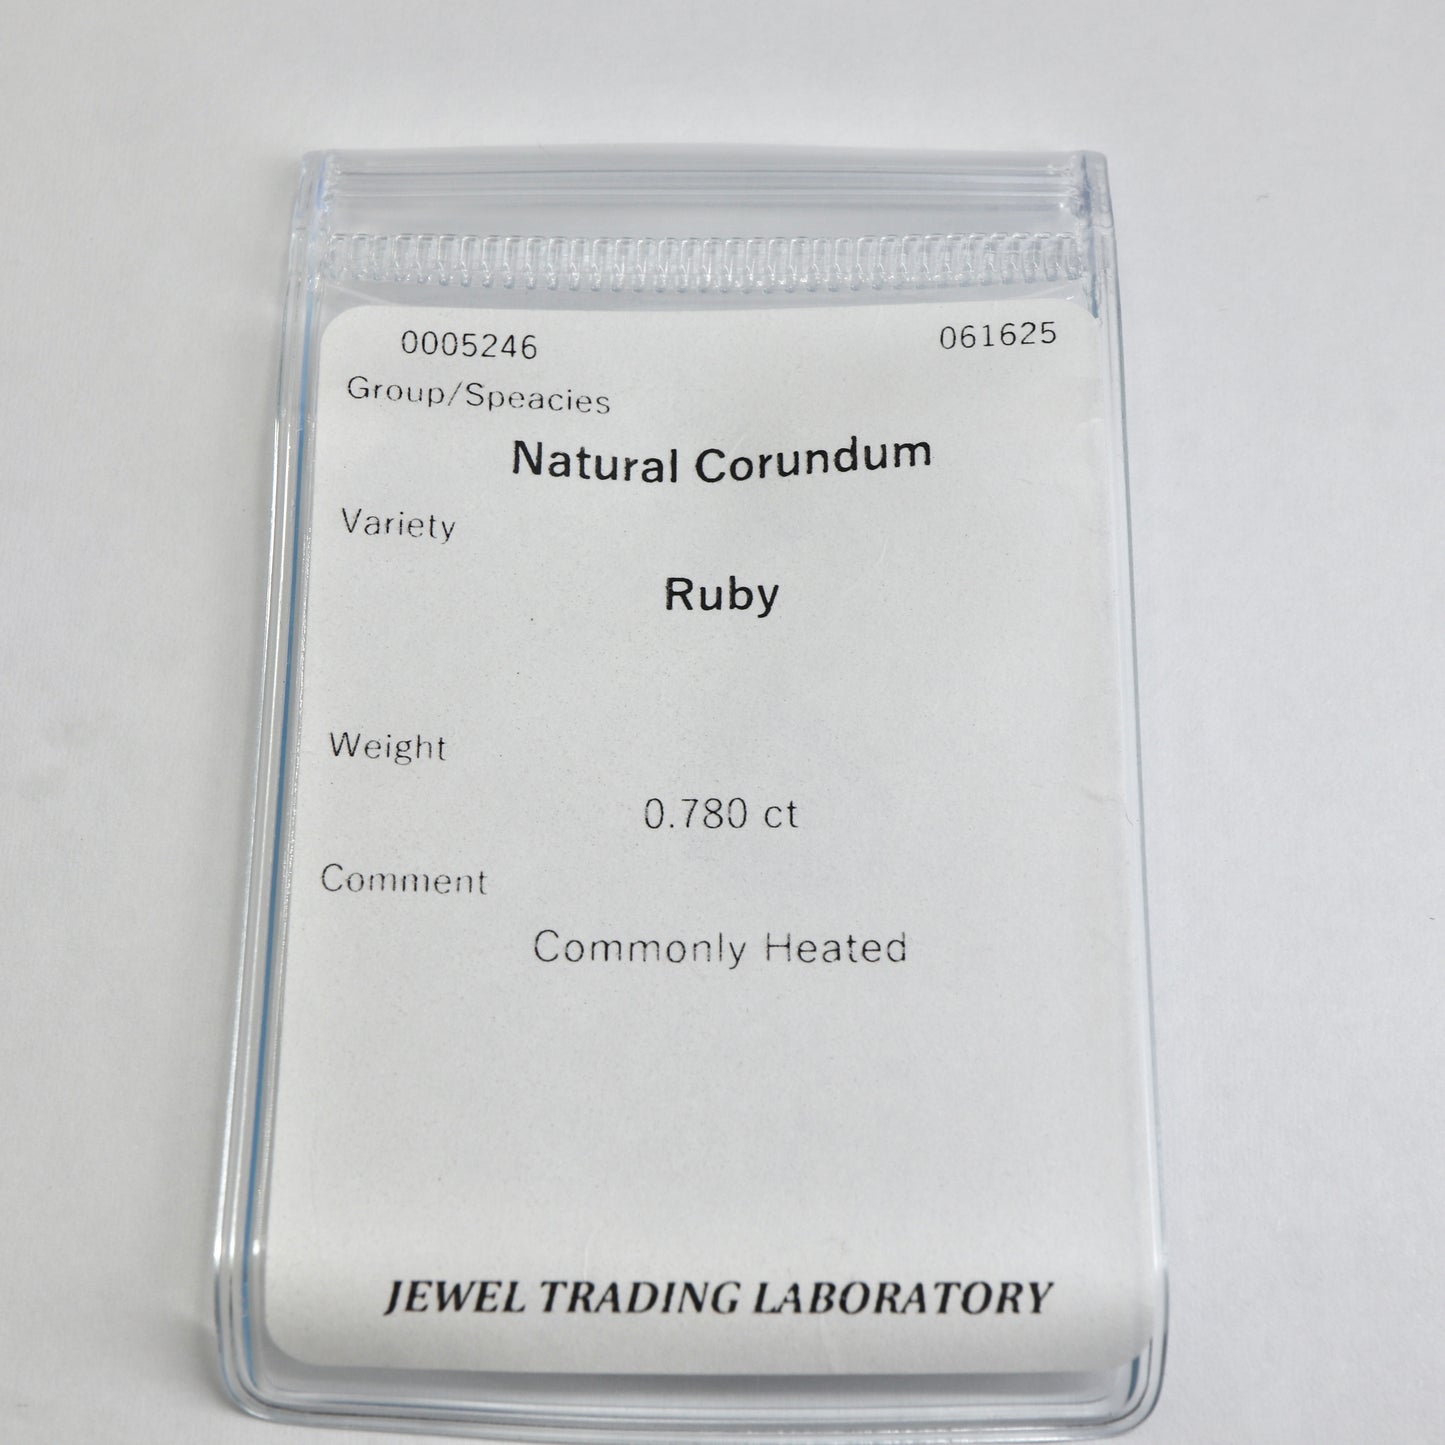 0005246 061625
Group/Speacies
Natural Corundum
Variety
Ruby
Weight
0.780 ct
Comment
Commonly Heated
JEWEL TRADING LABORATORY